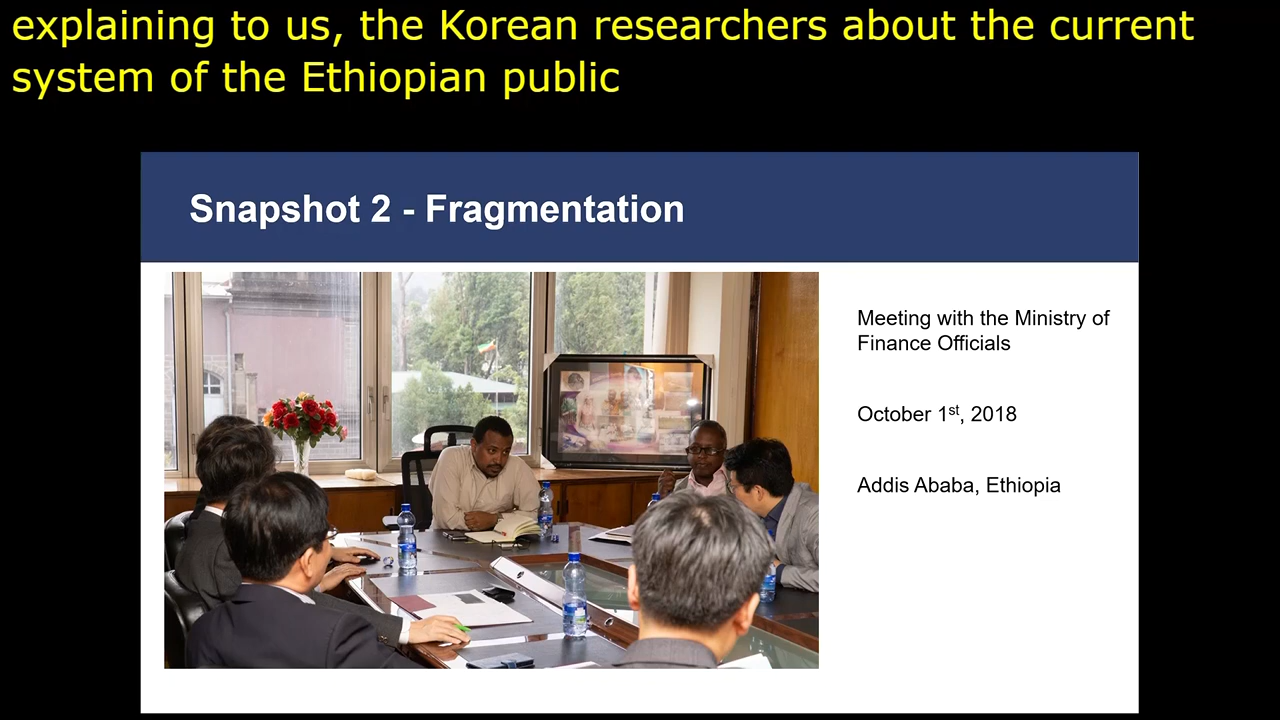 explaining to us, the Korean researchers about the current
system of the Ethiopian public
Snapshot 2 - Fragmentation
Meeting with the Ministry of
Finance Officials
October 1st, 2018
Addis Ababa, Ethiopia